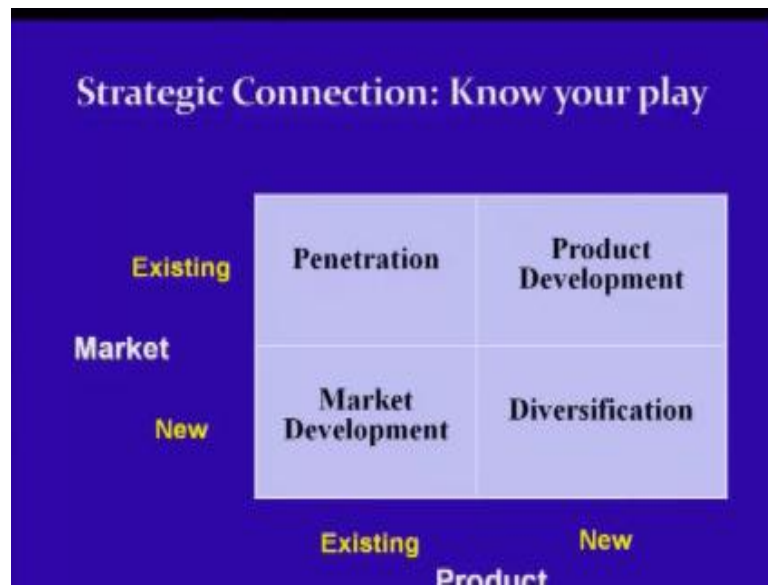 Strategic Connection: Know your play
Existing
Penetration
Product
Development
Market
New
Market
Development
Diversification
Existing
New
Product